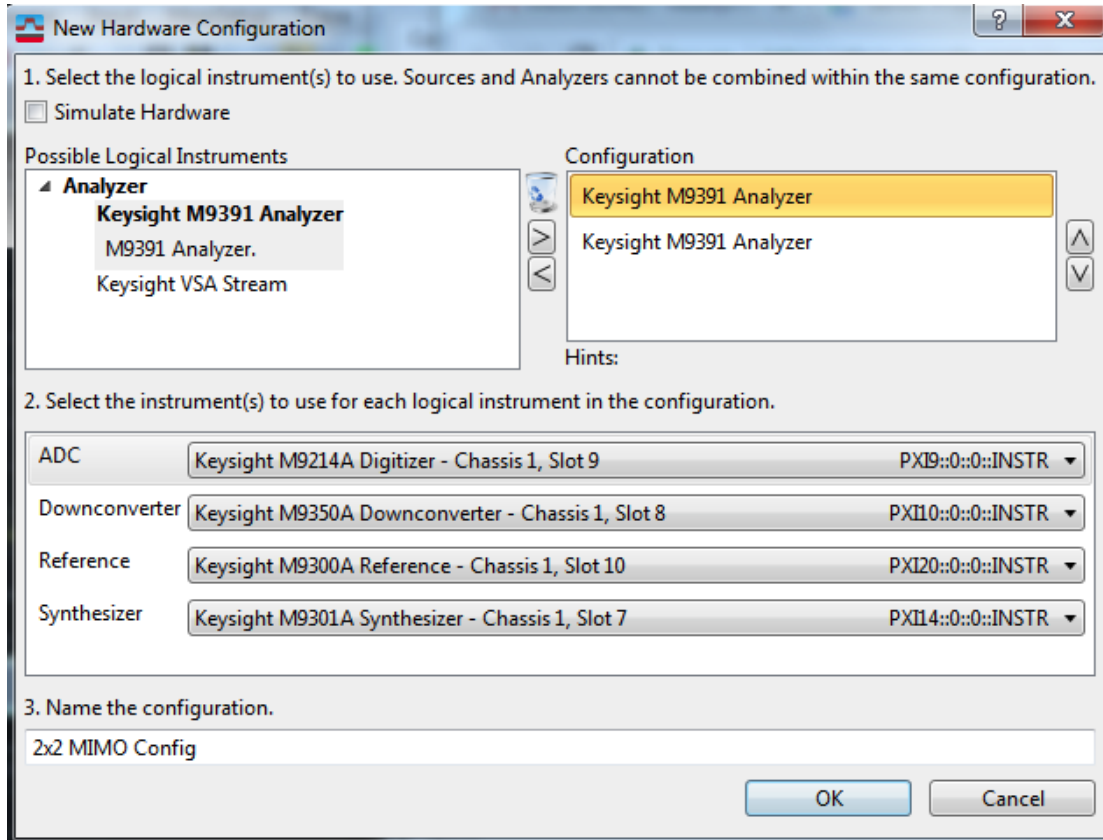 New Hardware Configuration
1. Select the logical instrument(s) to use. Sources and Analyzers cannot be combined within the same configuration.
Simulate Hardware
Possible Logical Instruments
Analyzer
Keysight M9391 Analyzer
M9391 Analyzer.
Keysight VSA Stream
Configuration
Keysight M9391 Analyzer
Keysight M9391 Analyzer
Hints:
2. Select the instrument(s) to use for each logical instrument in the configuration.
ADC Keysight M9214A Digitizer - Chassis 1, Slot 9 PXI9::0::0::INSTR
Downconverter Keysight M9350A Downconverter - Chassis 1, Slot 8 PXI10::0::0::INSTR
Reference Keysight M9300A Reference - Chassis 1, Slot 10 PXI20::0::0::INSTR
Synthesizer Keysight M9301A Synthesizer - Chassis 1, Slot 7 PXI14::0::0::INSTR
3. Name the configuration.
2x2 MIMO Config
OK Cancel